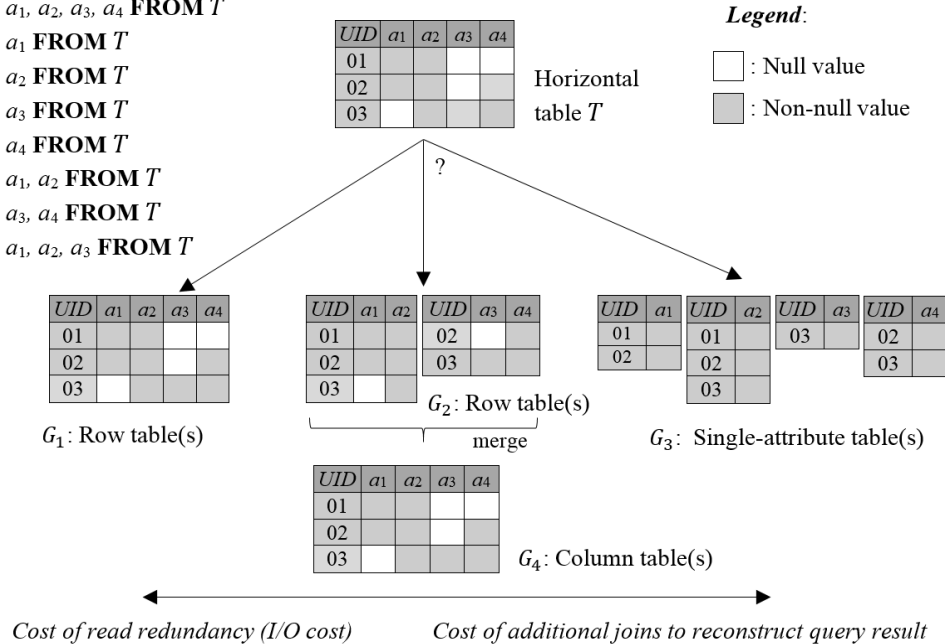 a1, a2, a3, a4 FROM T
a1 FROM T
a2 FROM T
a3 FROM T
a4 FROM T
a1, a2 FROM T
a3, a4 FROM T
a1, a2, a3 FROM T
UID a1 a2 a3 a4
01
02
03
Horizontal
table T
Legend:
: Null value
: Non-null value
?
UID a1 a2 a3 a4
01
02
03
G1: Row table(s)
UID a1 a2
01
02
03
UID a3 a4
02
03
G2: Row table(s)
merge
UID a1
01
02
UID a2
01
02
03
UID a3
03
UID a4
02
03
G3: Single-attribute table(s)
UID a1 a2 a3 a4
01
02
03
G4: Column table(s)
Cost of read redundancy (I/O cost)
Cost of additional joins to reconstruct query result